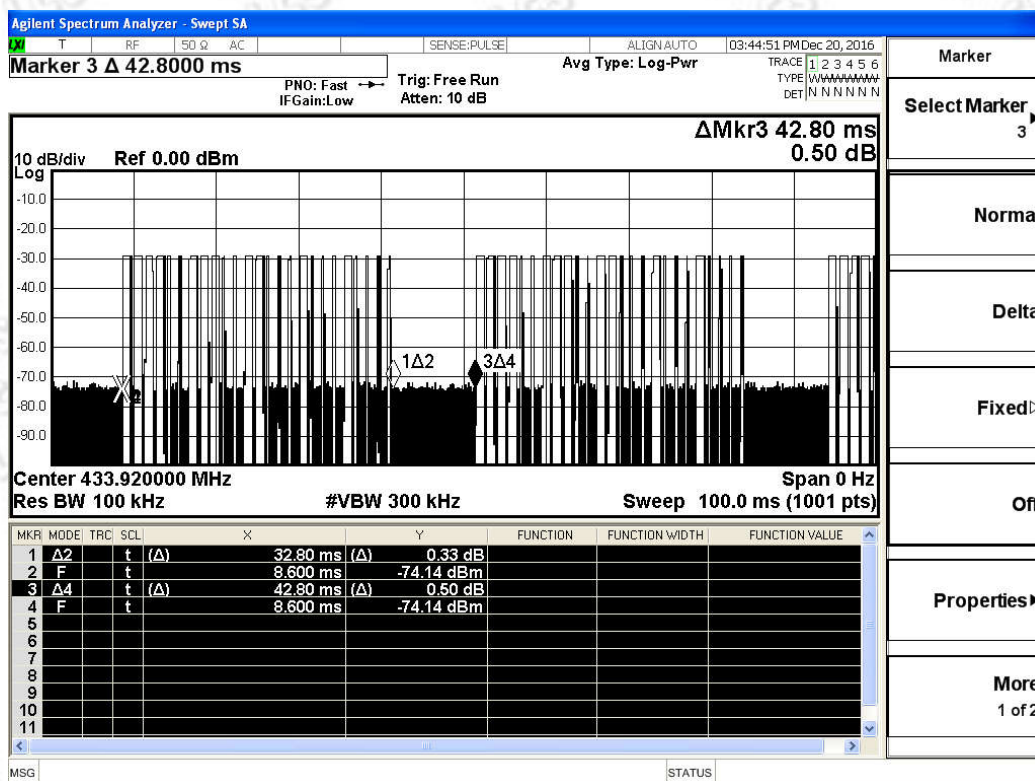 Agilent Spectrum Analyzer - Swept SA
LXI T RF 50 Ω AC SENSE:PULSE ALIGN AUTO 03:44:51 PM Dec 20, 2016
Marker 3 Δ 42.8000 ms
PNO: Fast
IFGain:Low
Trig: Free Run
Atten: 10 dB
Avg Type: Log-Pwr
TRACE 1 2 3 4 5 6
TYPE
DET N N N N N N
Marker
Select Marker
3
Norma
Delta
Fixed
Off
Properties
More
1 of 2
ΔMkr3 42.80 ms
0.50 dB
10 dB/div Ref 0.00 dBm
Log
-10.0
-20.0
-30.0
-40.0
-50.0
-60.0
-70.0
-80.0
-90.0
1Δ2
3Δ4
Center 433.920000 MHz Span 0 Hz
Res BW 100 kHz #VBW 300 kHz Sweep 100.0 ms (1001 pts)
MKR MODE TRC SCL X Y FUNCTION FUNCTION WIDTH FUNCTION VALUE
1 Δ2 t (Δ) 32.80 ms (Δ) 0.33 dB
2 F t 8.600 ms -74.14 dBm
3 Δ4 t (Δ) 42.80 ms (Δ) 0.50 dB
4 F t 8.600 ms -74.14 dBm
5
6
7
8
9
10
11
MSG STATUS